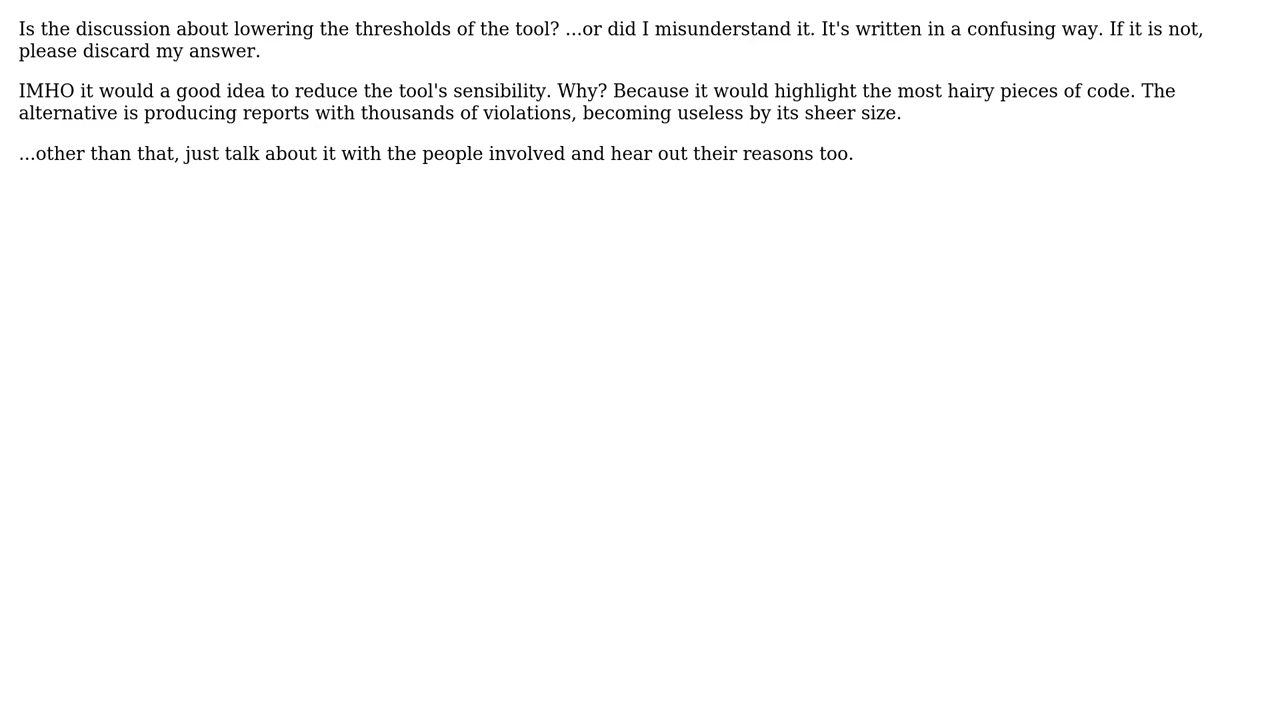 Is the discussion about lowering the thresholds of the tool? ...or did I misunderstand it. It's written in a confusing way. If it is not,
please discard my answer.
IMHO it would a good idea to reduce the tool's sensibility. Why? Because it would highlight the most hairy pieces of code. The
alternative is producing reports with thousands of violations, becoming useless by its sheer size.
...other than that, just talk about it with the people involved and hear out their reasons too.